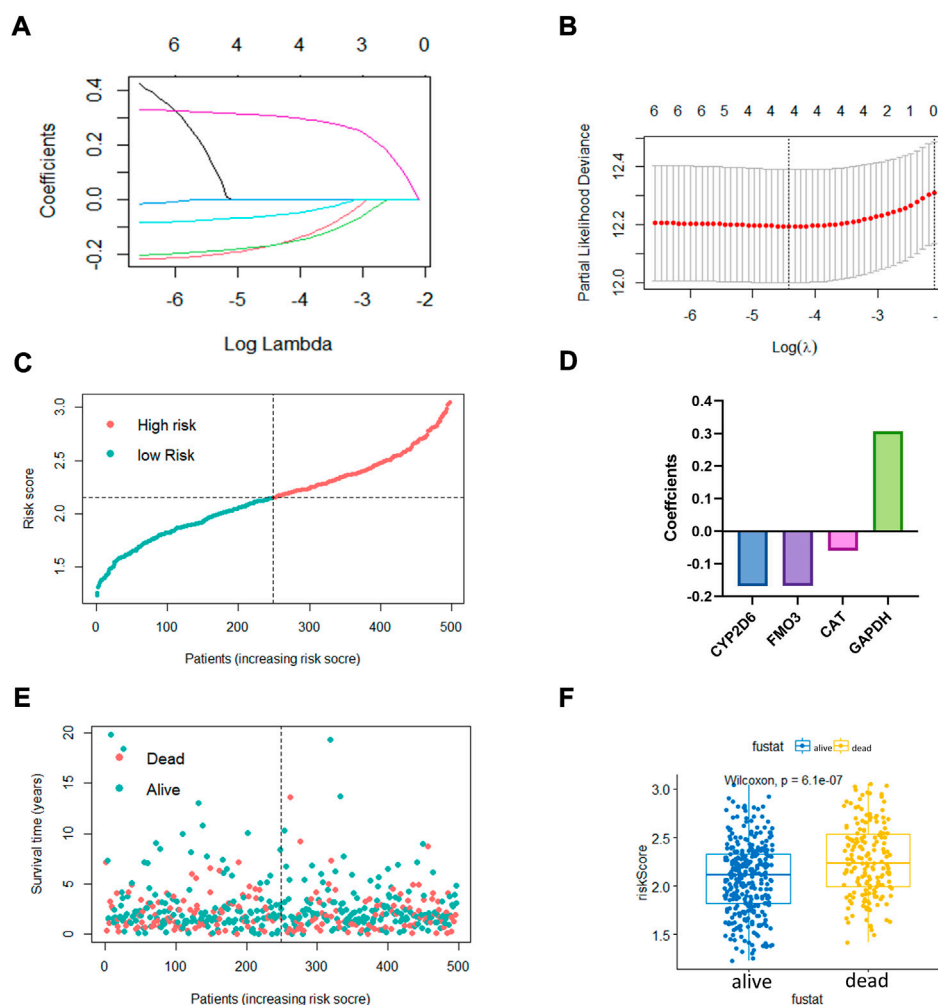 A
6 4 4 3 0
Coefficients
0.4
0.2
0.0
-0.2
-6 -5 -4 -3 -2
Log Lambda
B
6 6 6 5 4 4 4 4 4 2 1 0
Partial Likelihood Deviance
12.4
12.2
12.0
-6 -5 -4 -3
Log(λ)
C
High risk
low Risk
Risk score
3.0
2.5
2.0
1.5
0 100 200 300 400 500
Patients (increasing risk socre)
D
Coeffcients
0.4
0.3
0.2
0.1
0.0
-0.1
-0.2
CYP2D6 FMO3 CAT GAPDH
E
Dead
Alive
Survival time (years)
20
15
10
5
0
0 100 200 300 400 500
Patients (increasing risk socre)
F
fustat alive dead
Wilcoxon, p = 6.1e-07
riskScore
3.0
2.5
2.0
1.5
alive dead
fustat